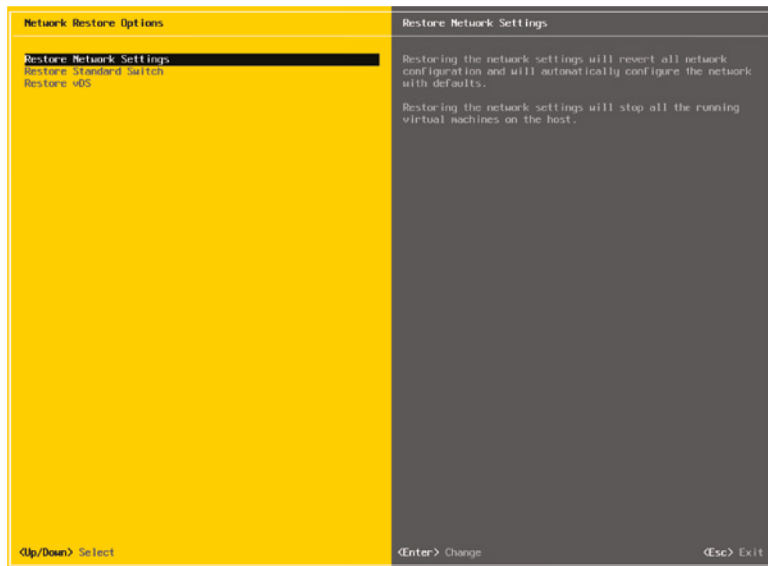 Network Restore Options
Restore Network Settings
Restore Standard Switch
Restore vDS
<Up/Down> Select
Restore Network Settings
Restoring the network settings will revert all network
configuration and will automatically configure the network
with defaults.
Restoring the network settings will stop all the running
virtual machines on the host.
<Enter> Change
<Esc> Exit